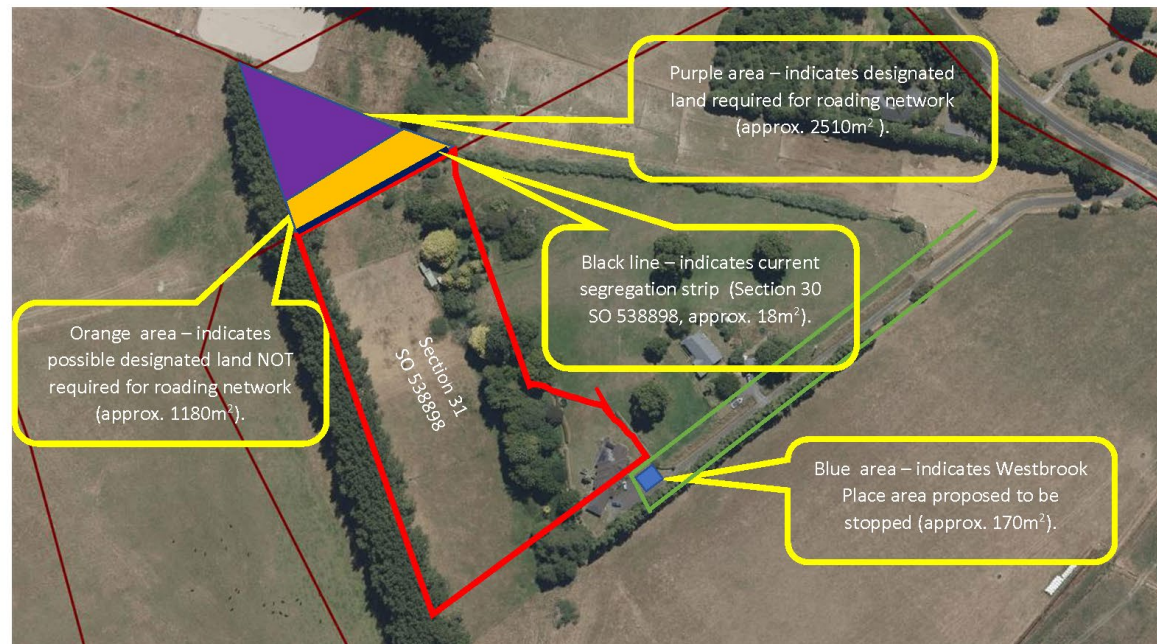 Purple area – indicates designated
land required for roading network
(approx. 2510m² ).
Black line – indicates current
segregation strip (Section 30
SO 538898, approx. 18m²).
Orange area – indicates
possible designated land NOT
required for roading network
(approx. 1180m²).
Section 31
SO 538898
Blue area – indicates Westbrook
Place area proposed to be
stopped (approx. 170m²).